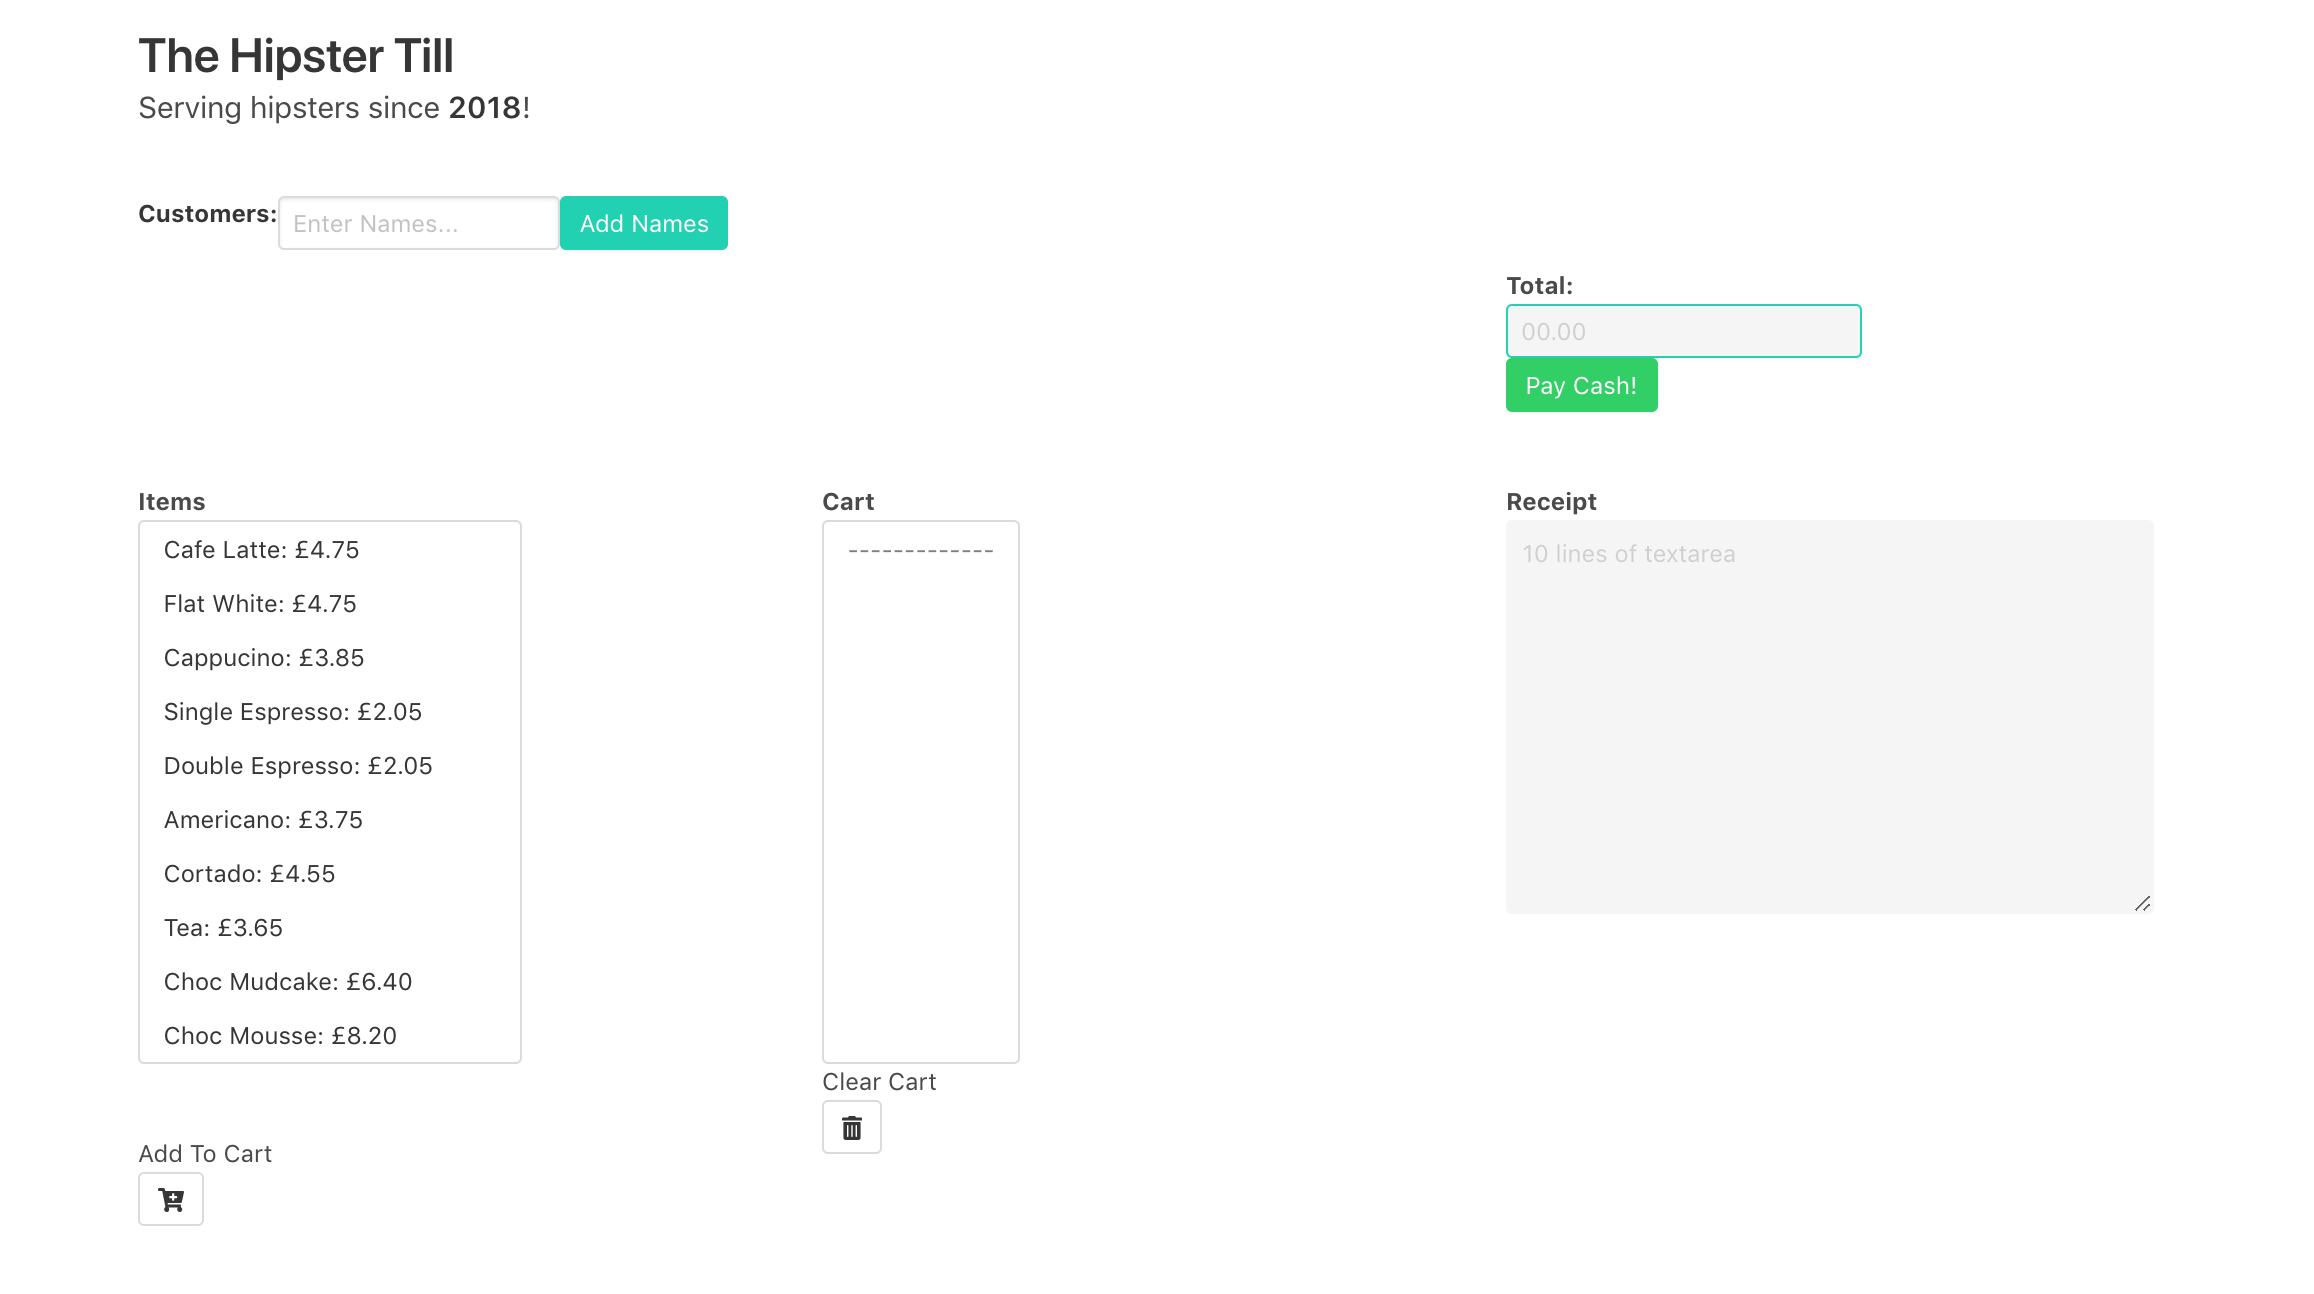 The Hipster Till
Serving hipsters since 2018!
Customers:
Enter Names...
Add Names
Total:
00.00
Pay Cash!
Items
Cafe Latte: £4.75
Flat White: £4.75
Cappucino: £3.85
Single Espresso: £2.05
Double Espresso: £2.05
Americano: £3.75
Cortado: £4.55
Tea: £3.65
Choc Mudcake: £6.40
Choc Mousse: £8.20
Add To Cart
Cart
-------------
Clear Cart
Receipt
10 lines of textarea